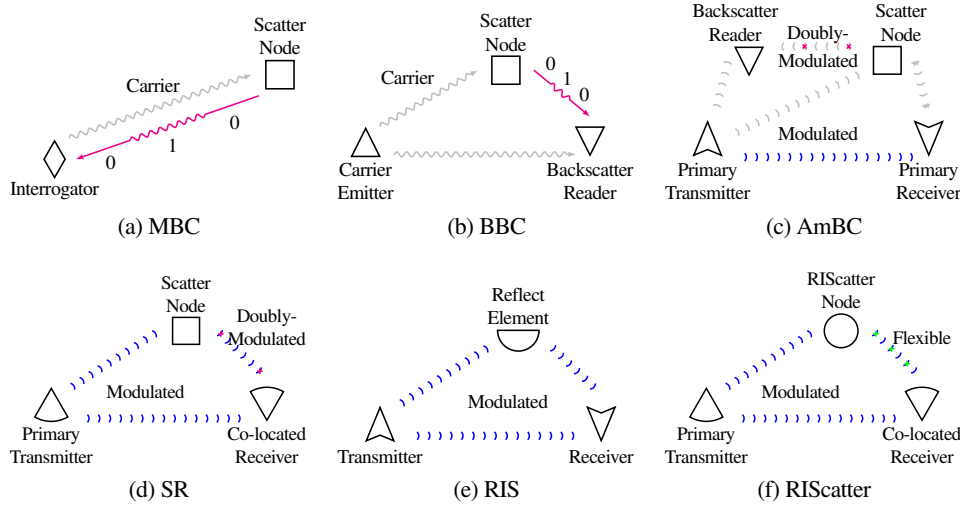 Scatter
Node
Carrier
0
1
0
Interrogator
(a) MBC
Scatter
Node
Carrier
0
1
0
Carrier
Emitter
Backscatter
Reader
(b) BBC
Backscatter
Reader
Doubly-
Modulated
Scatter
Node
Modulated
Primary
Transmitter
Primary
Receiver
(c) AmBC
Scatter
Node
Doubly-
Modulated
Modulated
Primary
Transmitter
Co-located
Receiver
(d) SR
Reflect
Element
Modulated
Transmitter
Receiver
(e) RIS
RIScatter
Node
Flexible
Modulated
Primary
Transmitter
Co-located
Receiver
(f) RIScatter